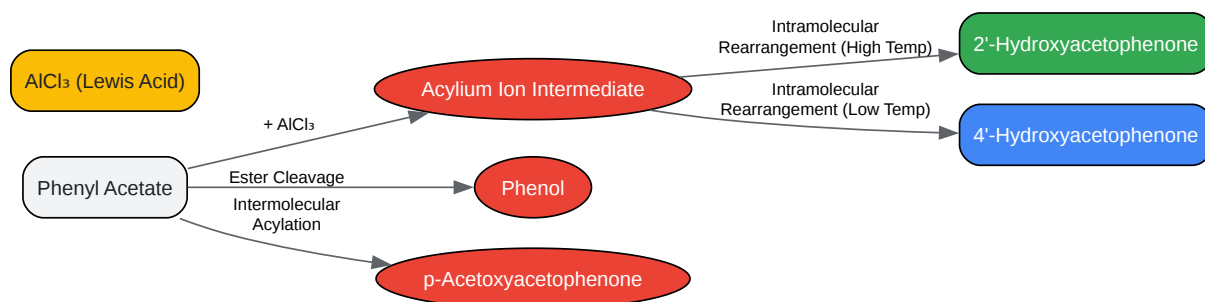 AlCl₃ (Lewis Acid)
Phenyl Acetate
+ AlCl₃
Ester Cleavage
Intermolecular
Acylation
Acylium Ion Intermediate
Phenol
p-Acetoxyacetophenone
Intramolecular
Rearrangement (High Temp)
Intramolecular
Rearrangement (Low Temp)
2'-Hydroxyacetophenone
4'-Hydroxyacetophenone